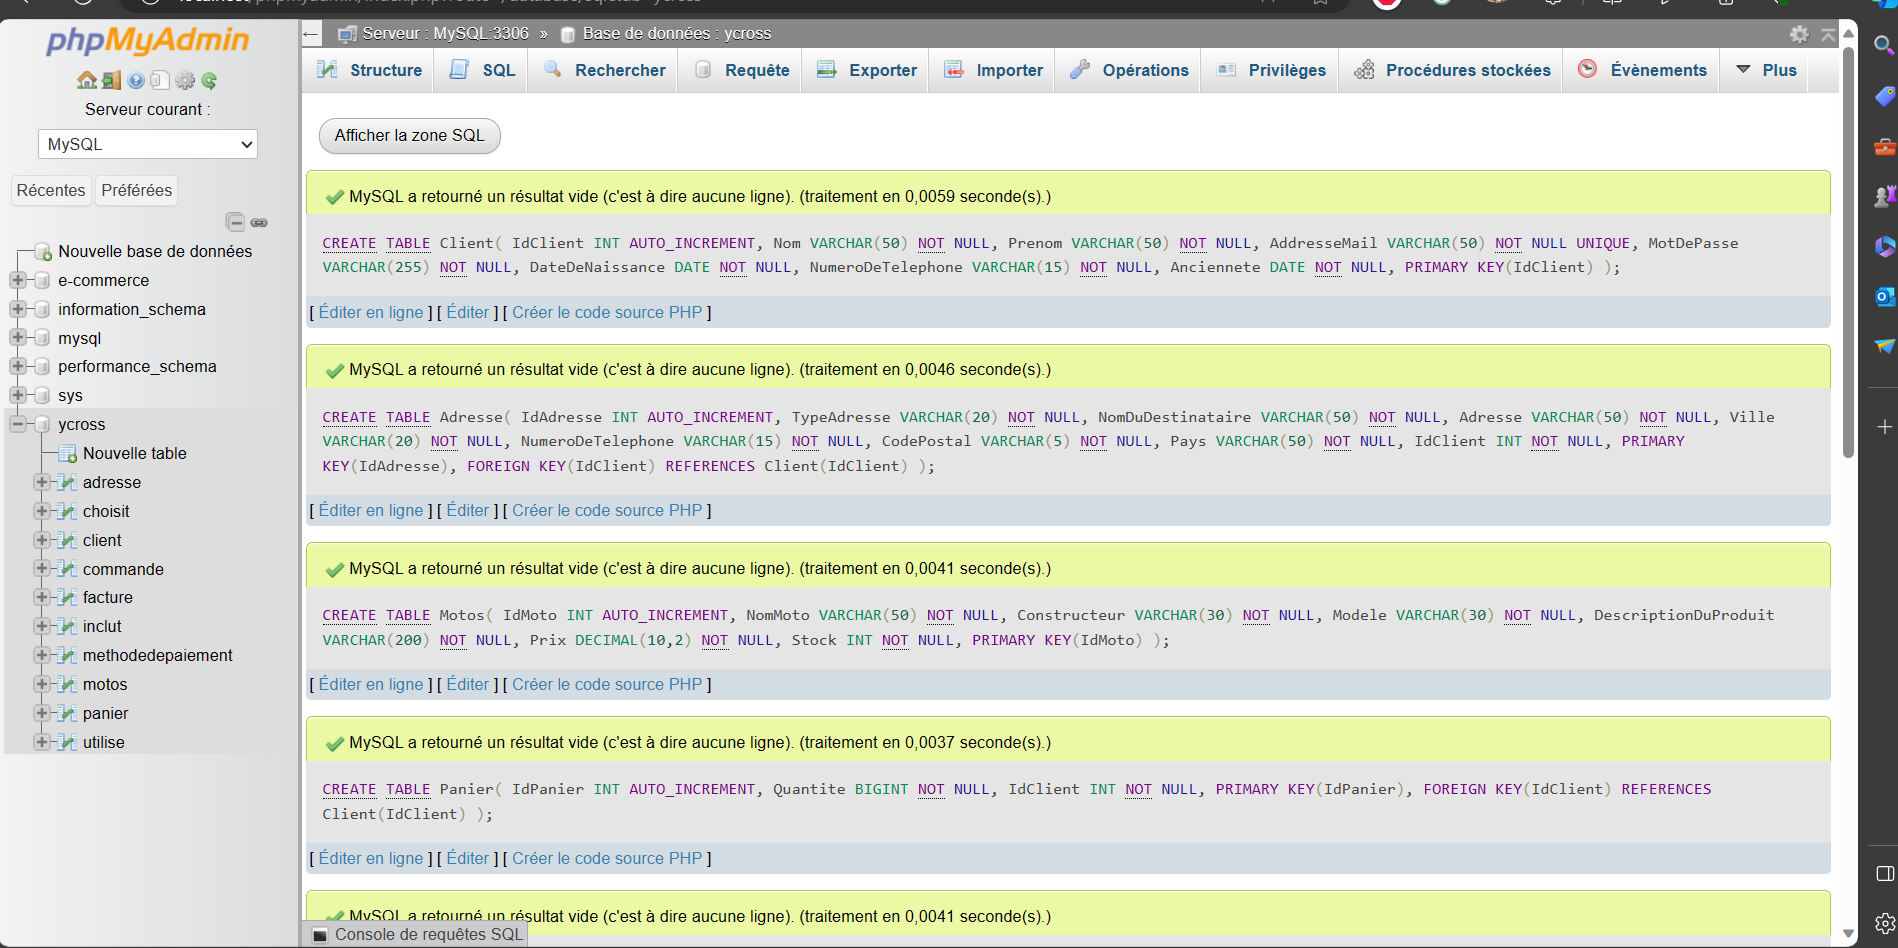 phpMyAdmin
Serveur courant :
MySQL
Récentes
Préférées
Nouvelle base de données
e-commerce
information_schema
mysql
performance_schema
sys
ycross
Nouvelle table
adresse
choisit
client
commande
facture
inclut
methodedepaiement
motos
panier
utilise
Serveur : MySQL:3306 » Base de données : ycross
Structure SQL Rechercher Requête Exporter Importer Opérations Privilèges Procédures stockées Évènements Plus
Afficher la zone SQL
MySQL a retourné un résultat vide (c'est à dire aucune ligne). (traitement en 0,0059 seconde(s).)
CREATE TABLE Client( IdClient INT AUTO_INCREMENT, Nom VARCHAR(50) NOT NULL, Prenom VARCHAR(50) NOT NULL, AddresseMail VARCHAR(50) NOT NULL UNIQUE, MotDePasse
VARCHAR(255) NOT NULL, DateDeNaissance DATE NOT NULL, NumeroDeTelephone VARCHAR(15) NOT NULL, Anciennete DATE NOT NULL, PRIMARY KEY(IdClient) );
[ Éditer en ligne ] [ Éditer ] [ Créer le code source PHP ]
MySQL a retourné un résultat vide (c'est à dire aucune ligne). (traitement en 0,0046 seconde(s).)
CREATE TABLE Adresse( IdAdresse INT AUTO_INCREMENT, TypeAdresse VARCHAR(20) NOT NULL, NomDuDestinataire VARCHAR(50) NOT NULL, Adresse VARCHAR(50) NOT NULL, Ville
VARCHAR(20) NOT NULL, NumeroDeTelephone VARCHAR(15) NOT NULL, CodePostal VARCHAR(5) NOT NULL, Pays VARCHAR(50) NOT NULL, IdClient INT NOT NULL, PRIMARY
KEY(IdAdresse), FOREIGN KEY(IdClient) REFERENCES Client(IdClient) );
[ Éditer en ligne ] [ Éditer ] [ Créer le code source PHP ]
MySQL a retourné un résultat vide (c'est à dire aucune ligne). (traitement en 0,0041 seconde(s).)
CREATE TABLE Motos( IdMoto INT AUTO_INCREMENT, NomMoto VARCHAR(50) NOT NULL, Constructeur VARCHAR(30) NOT NULL, Modele VARCHAR(30) NOT NULL, DescriptionDuProduit
VARCHAR(200) NOT NULL, Prix DECIMAL(10,2) NOT NULL, Stock INT NOT NULL, PRIMARY KEY(IdMoto) );
[ Éditer en ligne ] [ Éditer ] [ Créer le code source PHP ]
MySQL a retourné un résultat vide (c'est à dire aucune ligne). (traitement en 0,0037 seconde(s).)
CREATE TABLE Panier( IdPanier INT AUTO_INCREMENT, Quantite BIGINT NOT NULL, IdClient INT NOT NULL, PRIMARY KEY(IdPanier), FOREIGN KEY(IdClient) REFERENCES
Client(IdClient) );
[ Éditer en ligne ] [ Éditer ] [ Créer le code source PHP ]
MySQL a retourné un résultat vide (c'est à dire aucune ligne). (traitement en 0,0041 seconde(s).)
Console de requêtes SQL